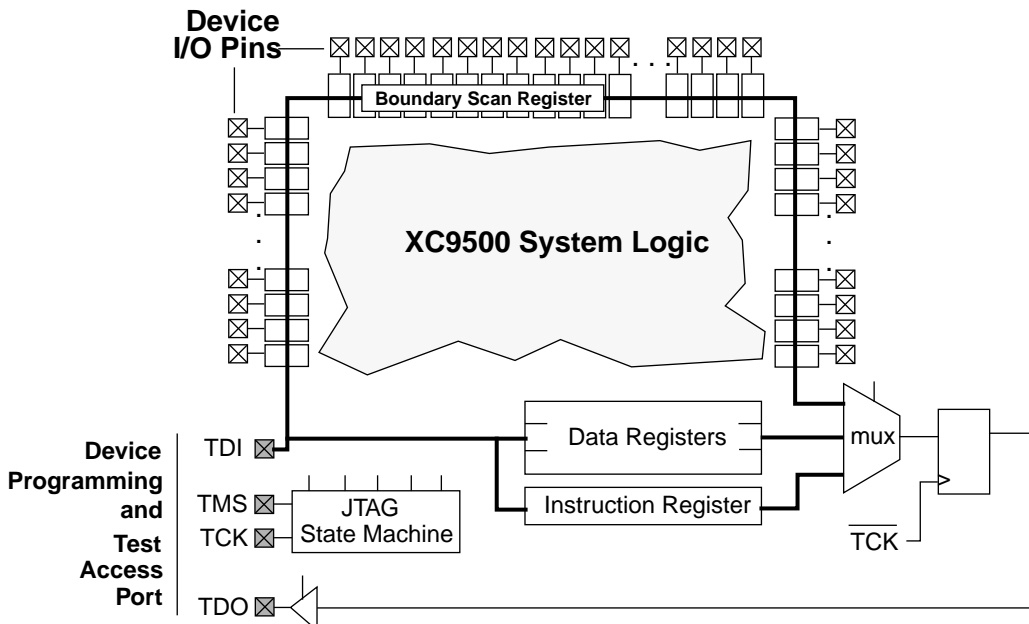 Device
I/O Pins
Boundary Scan Register
XC9500 System Logic
Device
Programming and
Test
Access
Port
TDI
TMS
TCK
TDO
JTAG
State Machine
Data Registers
Instruction Register
mux
TCK